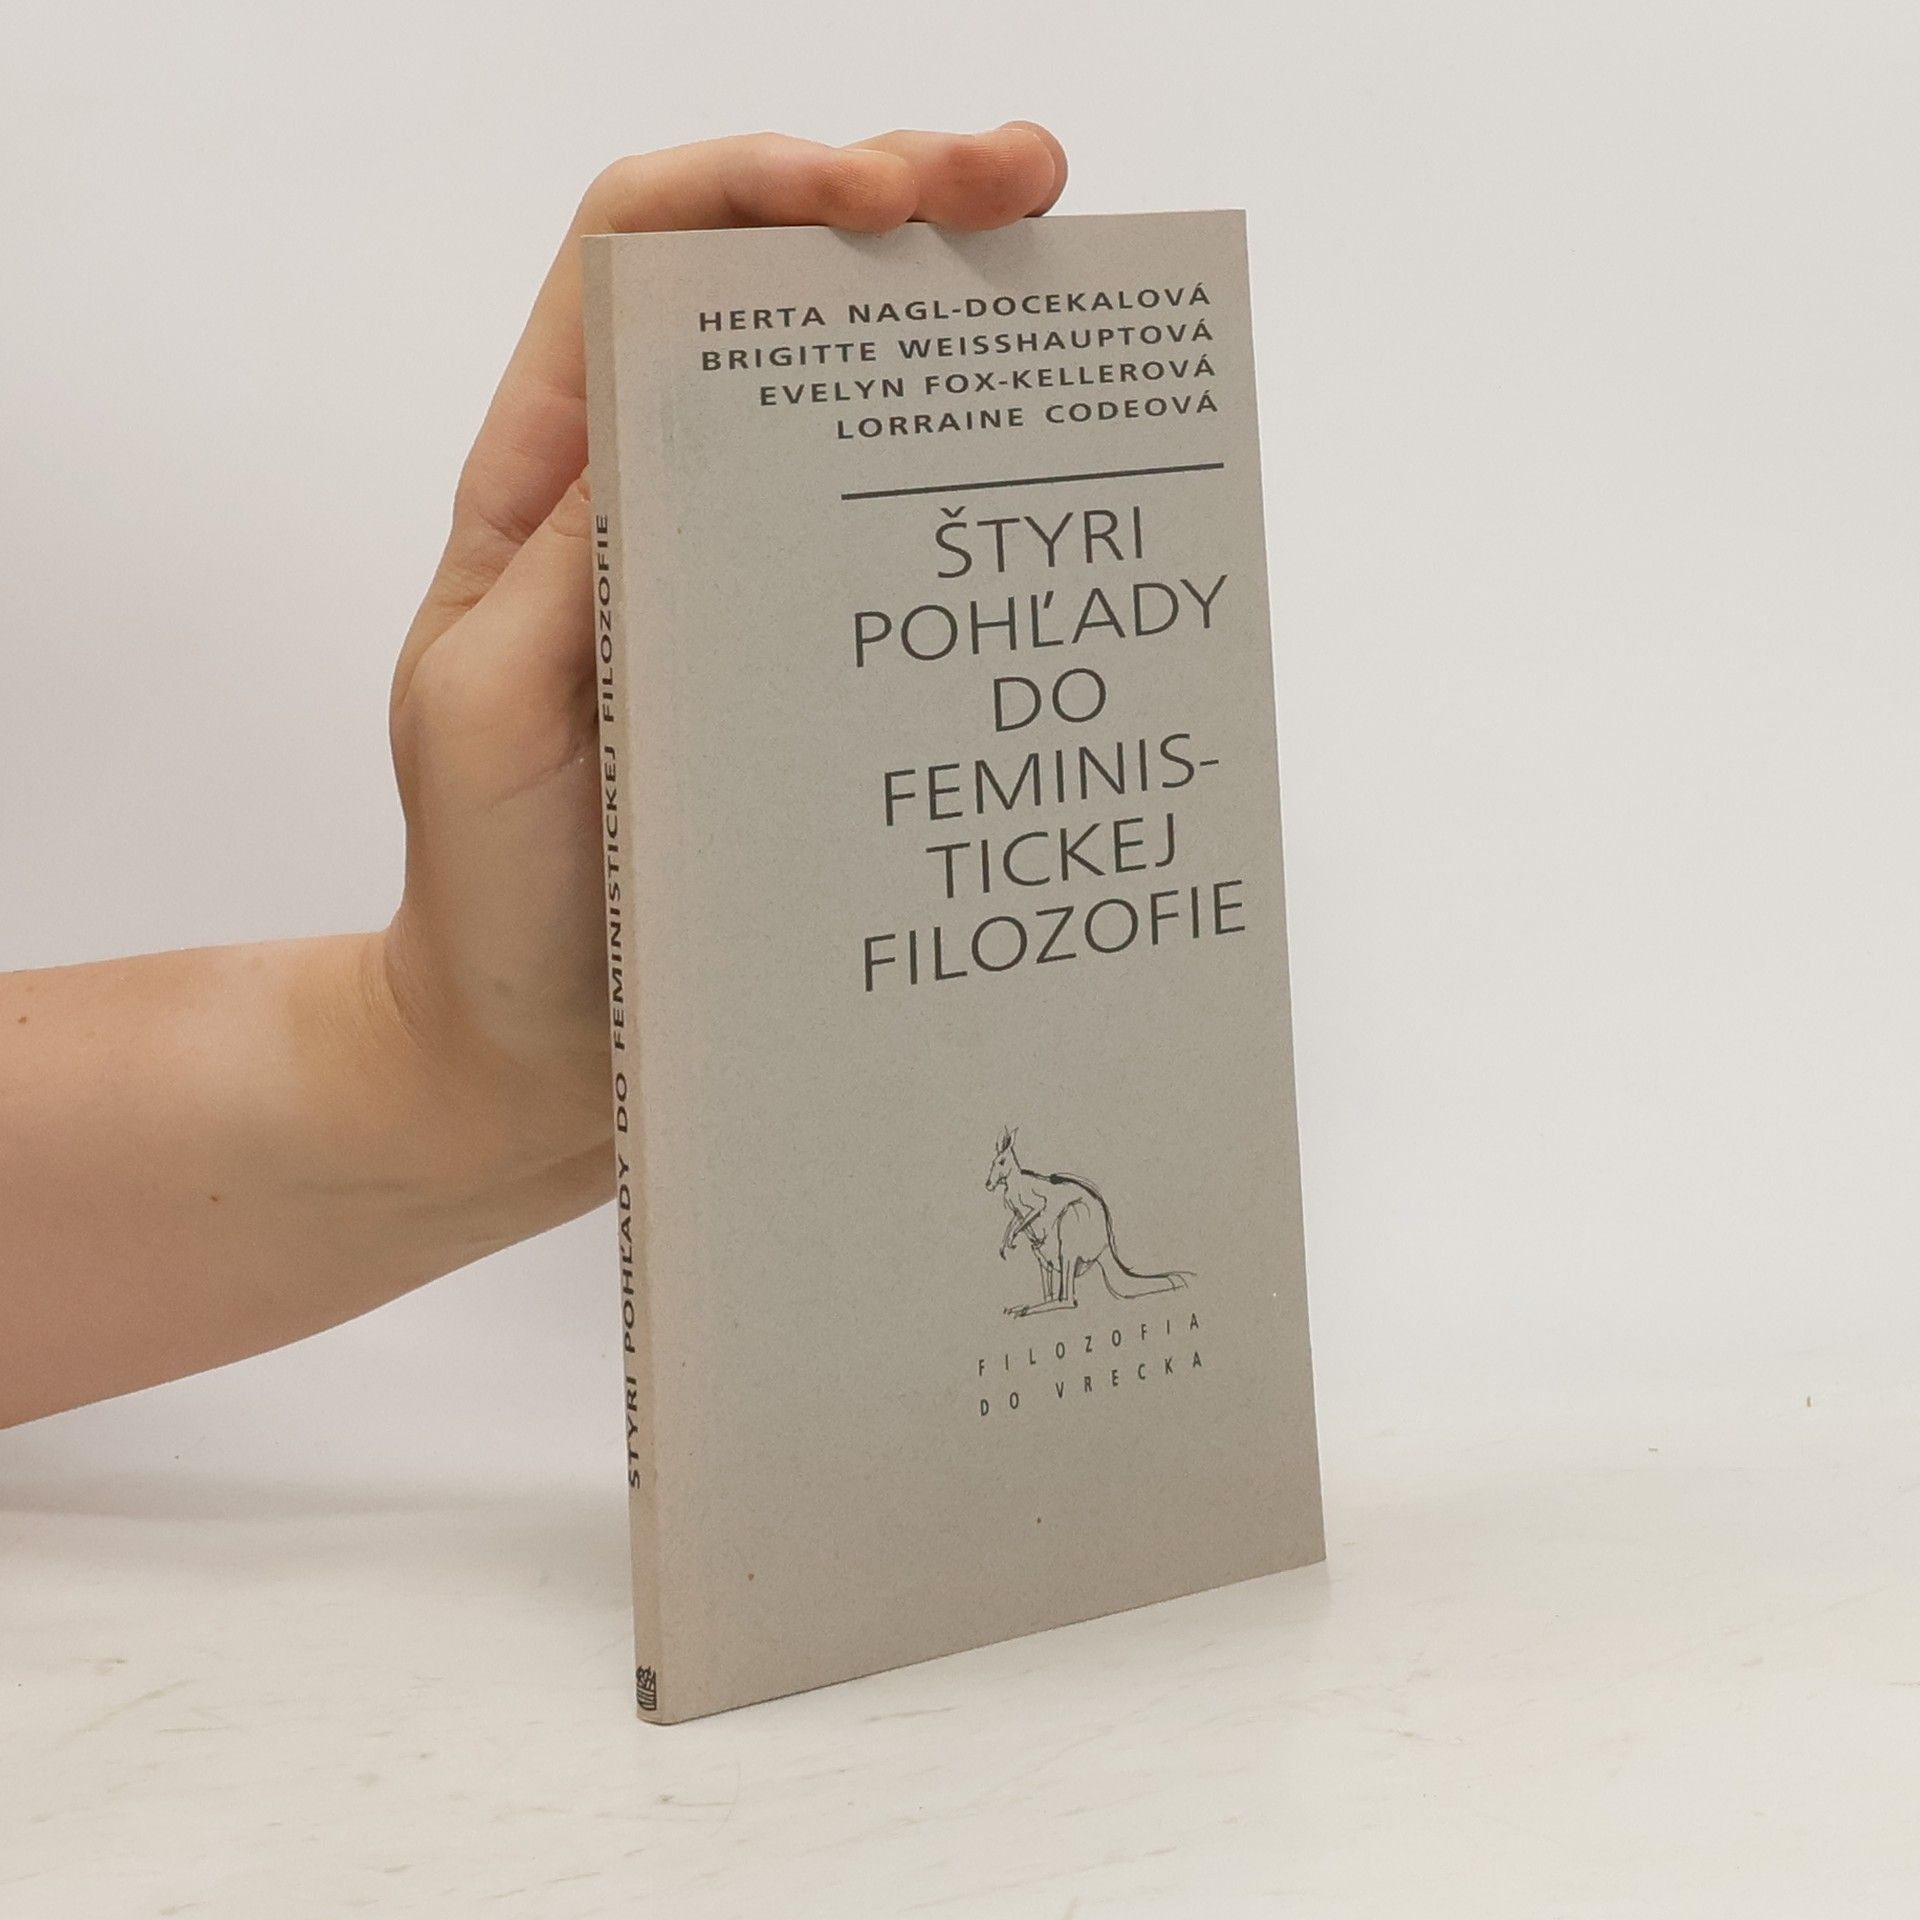 HERTA NAGL-DOCEKALOVÁ
BRIGITTE WEISSHAUPTOVÁ
EVELYN FOX-KELLEROVÁ
LORRAINE CODEOVÁ
ŠTYRI
POHĽADY
DO
FEMINIS-
TICKEJ
FILOZOFIE
FILOZOFIA
DO VRECKA
ŠTYRI POHĽADY DO FEMINISTICKEJ FILOZOFIE